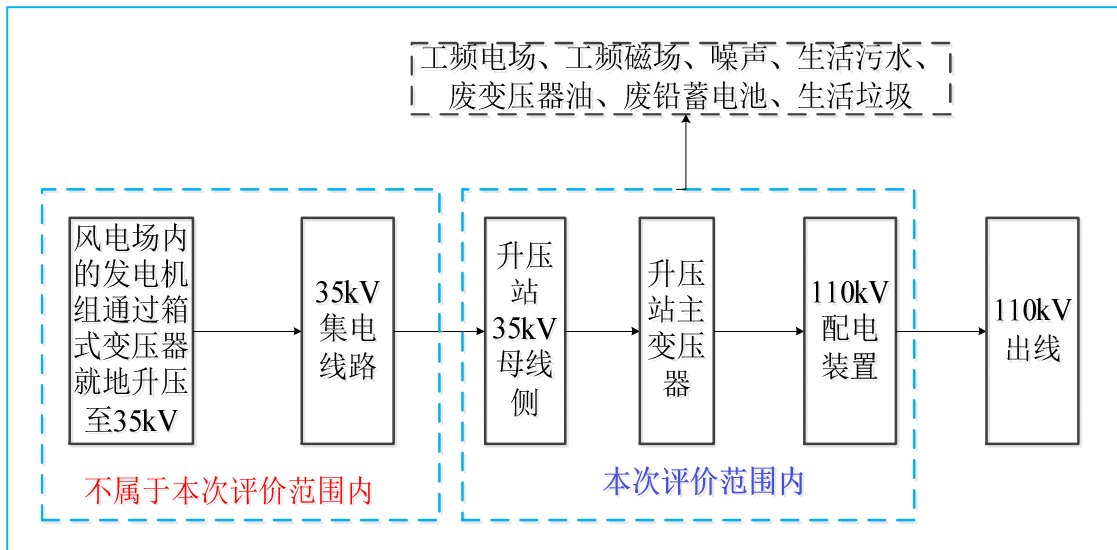 工频电场、工频磁场、噪声、生活污水、
废变压器油、废铅蓄电池、生活垃圾
风电场内
的发电机
组通过箱
式变压器
就地升压
至35kV
35kV
集电
线路
升压
站
35kV
母线
侧
升压
站主
变压
器
110kV
配电
装置
110kV
出线
不属于本次评价范围内
本次评价范围内